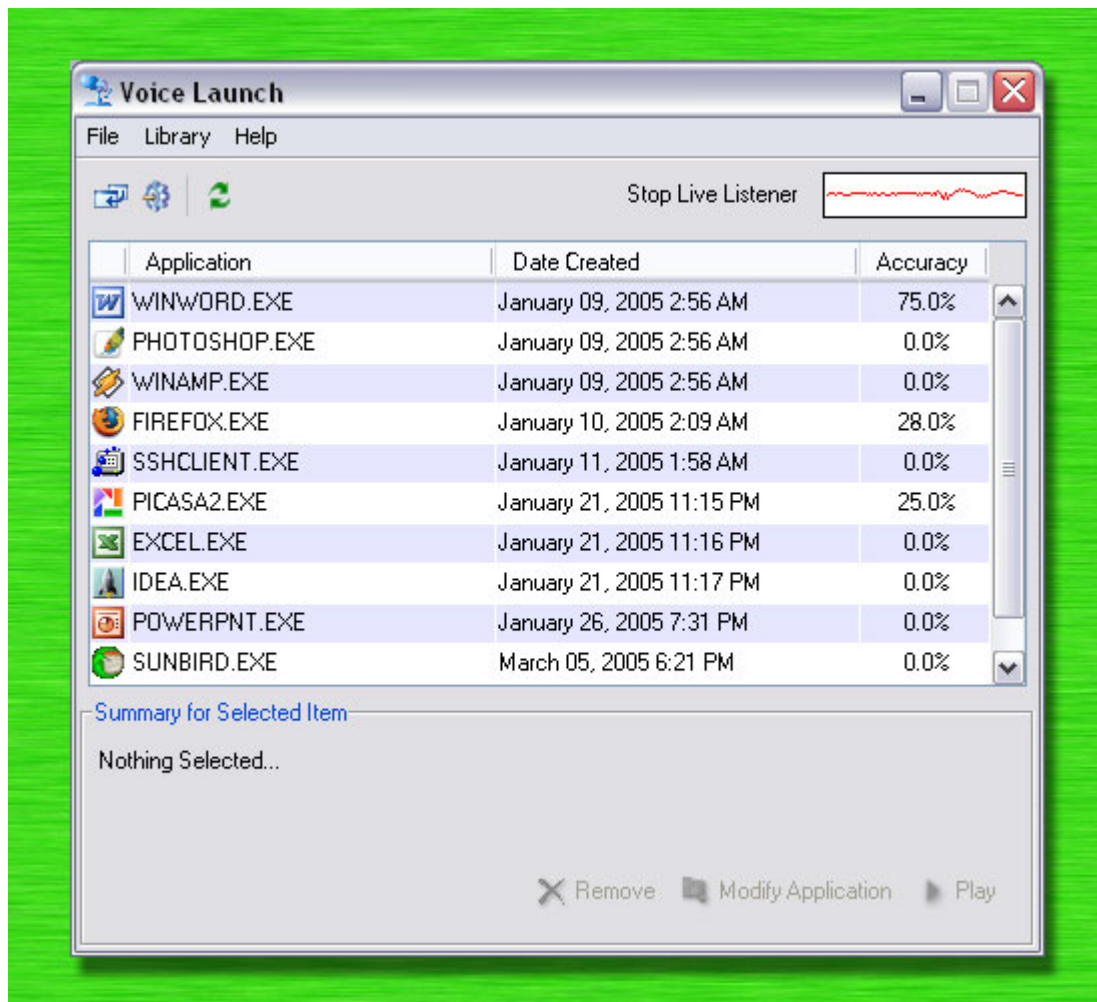 Voice Launch
File Library Help
Stop Live Listener
Application Date Created Accuracy
WINWORD.EXE January 09, 2005 2:56 AM 75.0%
PHOTOSHOP.EXE January 09, 2005 2:56 AM 0.0%
WINAMP.EXE January 09, 2005 2:56 AM 0.0%
FIREFOX.EXE January 10, 2005 2:09 AM 28.0%
SSHCLIENT.EXE January 11, 2005 1:58 AM 0.0%
PICASA2.EXE January 21, 2005 11:15 PM 25.0%
EXCEL.EXE January 21, 2005 11:16 PM 0.0%
IDEA.EXE January 21, 2005 11:17 PM 0.0%
POWERPNT.EXE January 26, 2005 7:31 PM 0.0%
SUNBIRD.EXE March 05, 2005 6:21 PM 0.0%
Summary for Selected Item
Nothing Selected...
Remove Modify Application Play